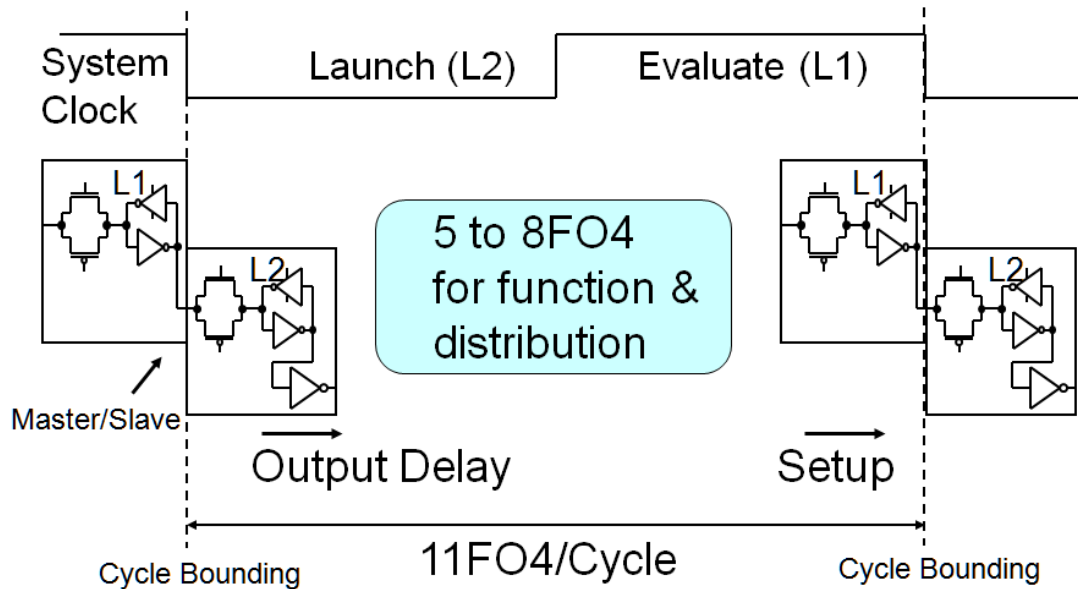 System
Clock
Launch (L2)
Evaluate (L1)
L1
L2
5 to 8FO4
for function &
distribution
L1
L2
Master/Slave
Output Delay
Setup
11FO4/Cycle
Cycle Bounding
Cycle Bounding